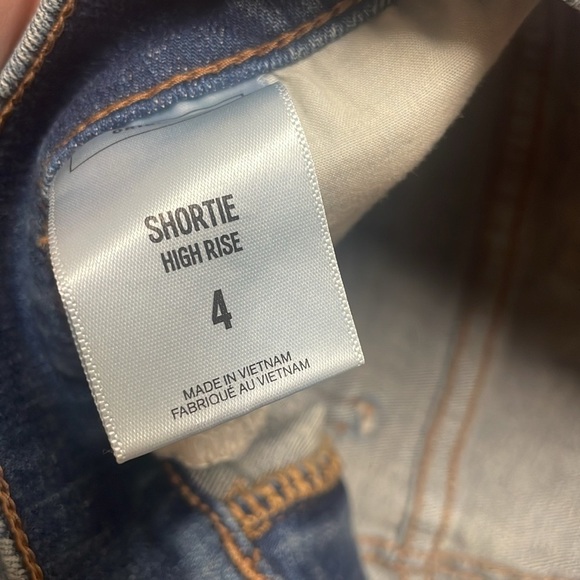 SHORTIE
HIGH RISE
4
MADE IN VIETNAM
FABRIQUÉ AU VIETNAM